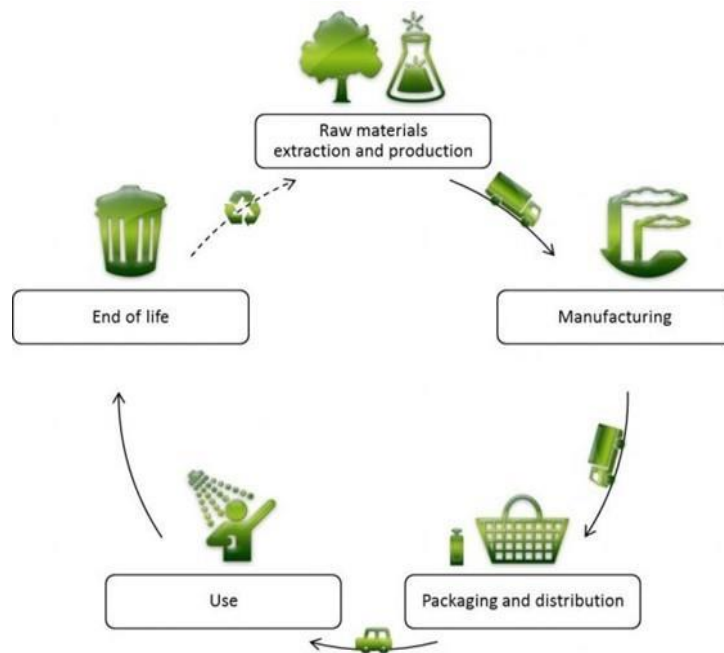 Raw materials
extraction and production
Manufacturing
Packaging and distribution
Use
End of life